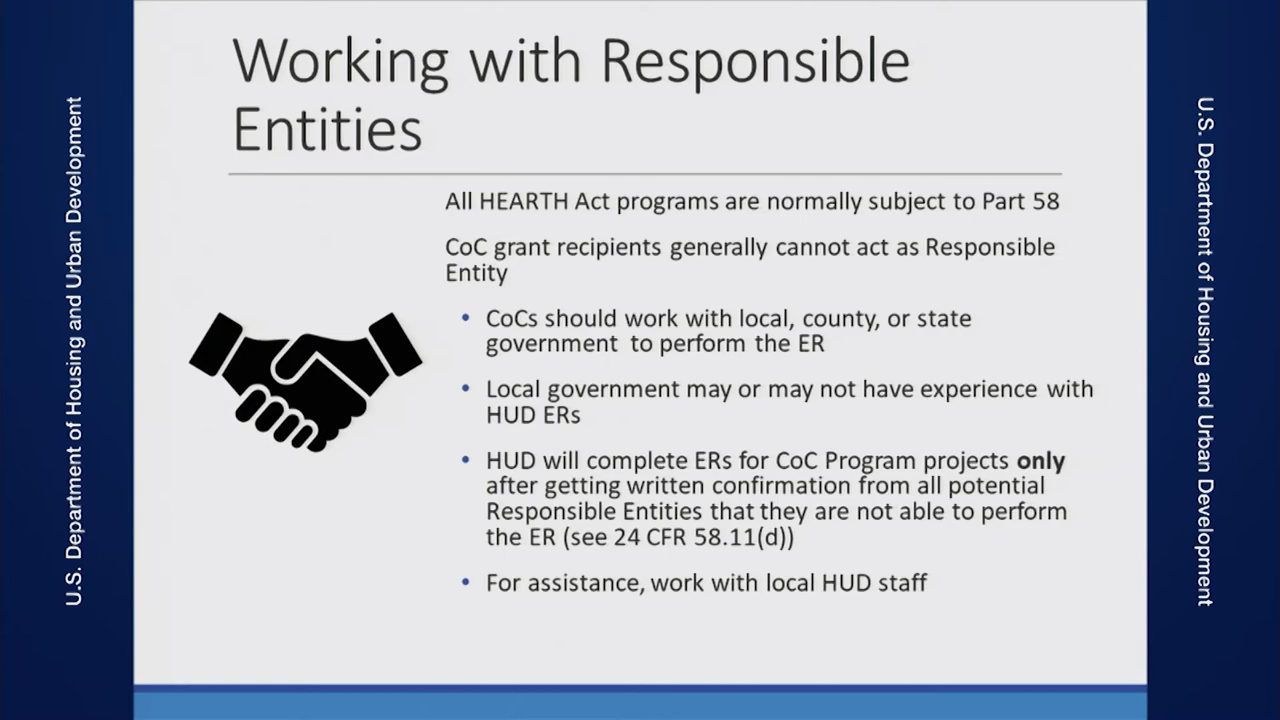 Working with Responsible
Entities
All HEARTH Act programs are normally subject to Part 58
CoC grant recipients generally cannot act as Responsible
Entity
• CoCs should work with local, county, or state
government to perform the ER
• Local government may or may not have experience with
HUD ERs
• HUD will complete ERs for CoC Program projects only
after getting written confirmation from all potential
Responsible Entities that they are not able to perform
the ER (see 24 CFR 58.11(d))
• For assistance, work with local HUD staff
U.S. Department of Housing and Urban Development
U.S. Department of Housing and Urban Development